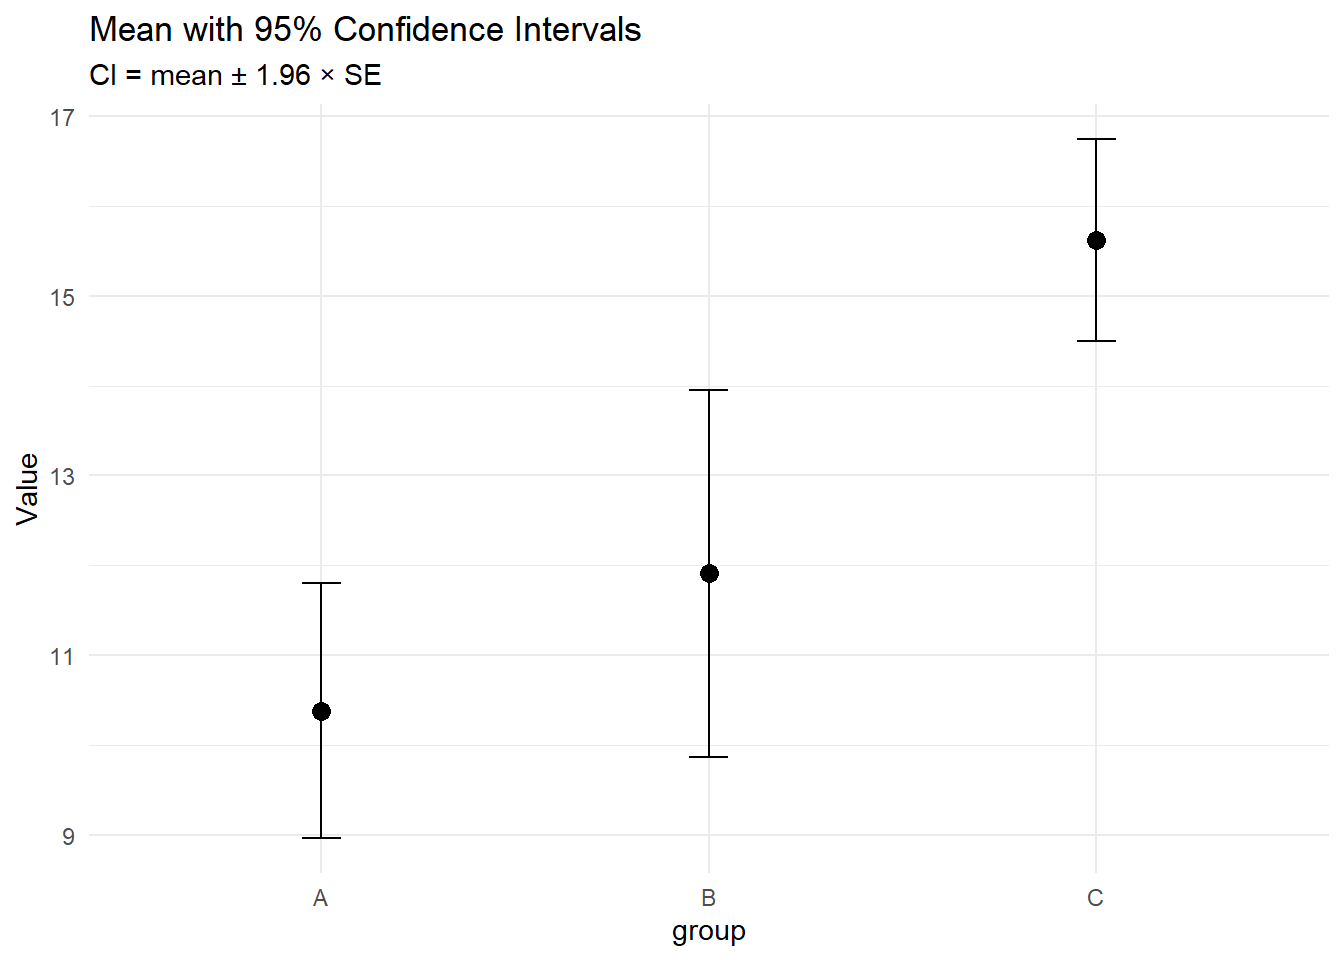 Mean with 95% Confidence Intervals
CI = mean ± 1.96 × SE
17
15
13
11
9
Value
A
B
C
group